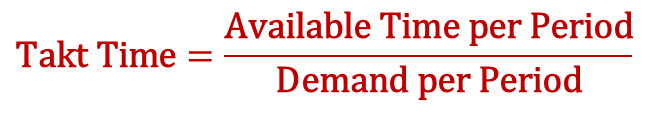 Takt Time = Available Time per Period
Demand per Period